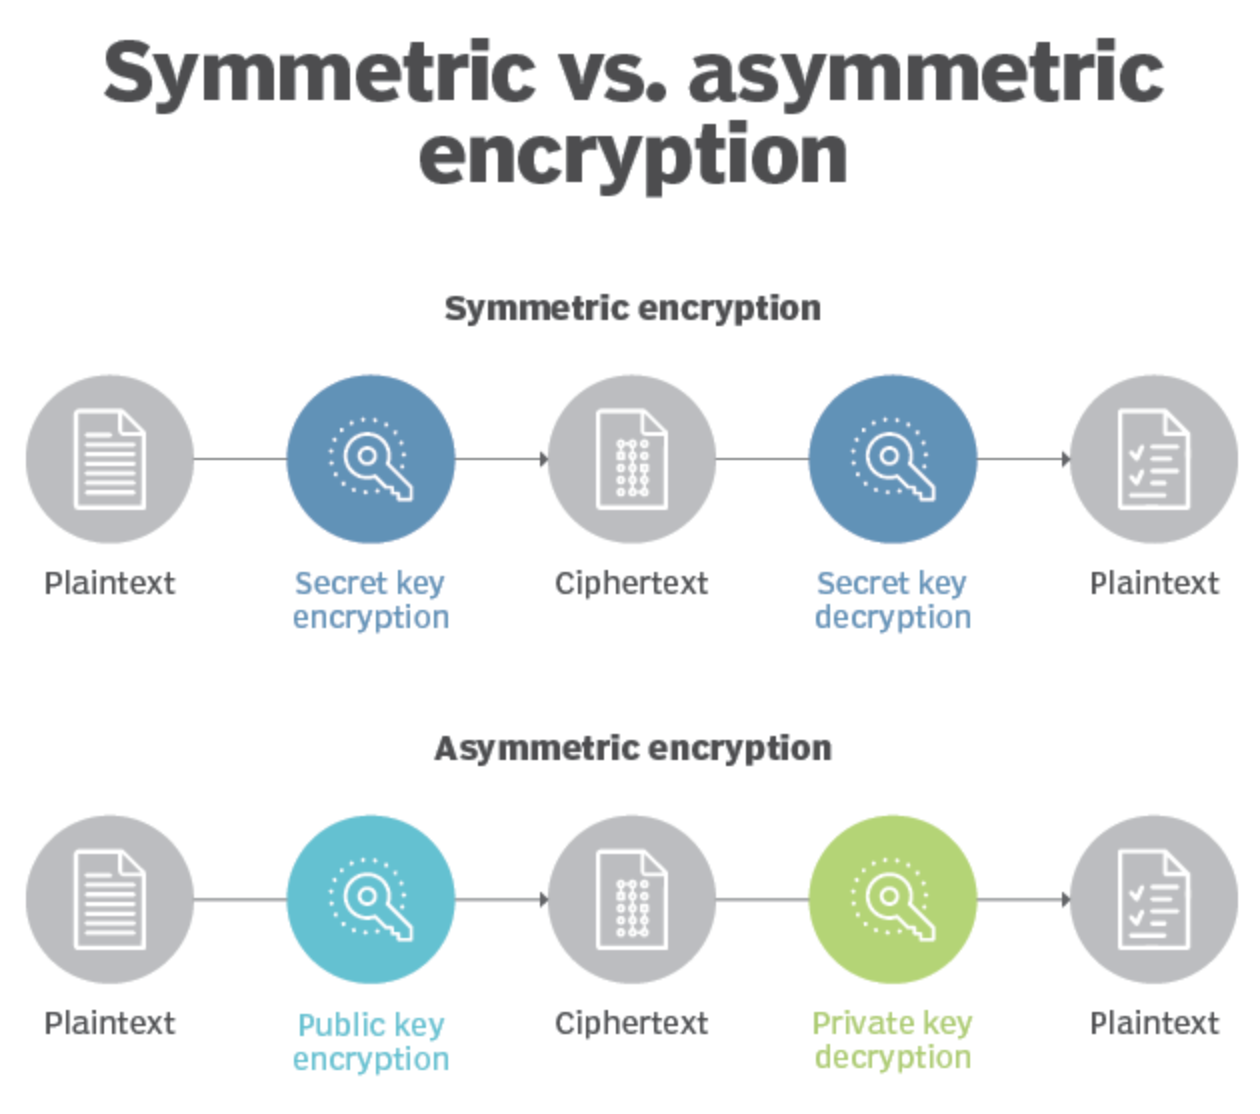 Symmetric vs. asymmetric
encryption
Symmetric encryption
Plaintext
Secret key
encryption
Ciphertext
Secret key
decryption
Plaintext
Asymmetric encryption
Plaintext
Public key
encryption
Ciphertext
Private key
decryption
Plaintext